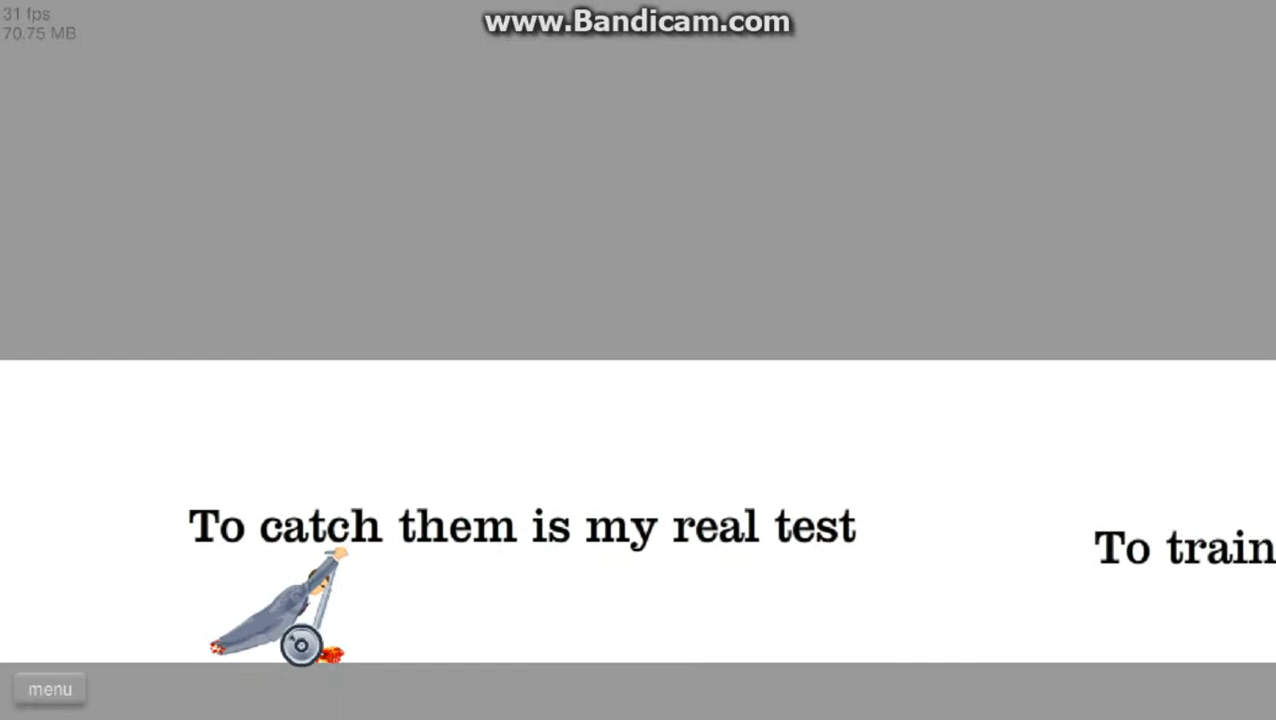 31 fps
70.75 MB
www.Bandicam.com
To catch them is my real test
To train
menu